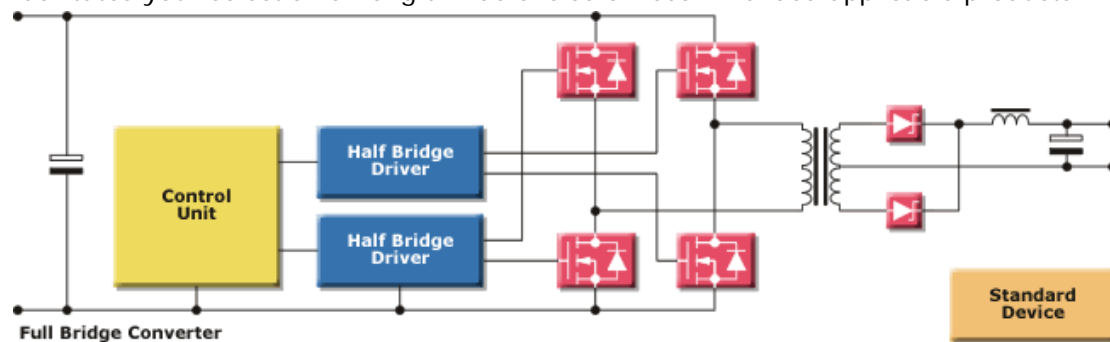 Half Bridge
Driver
Control
Unit
Half Bridge
Driver
Standard
Device
Full Bridge Converter